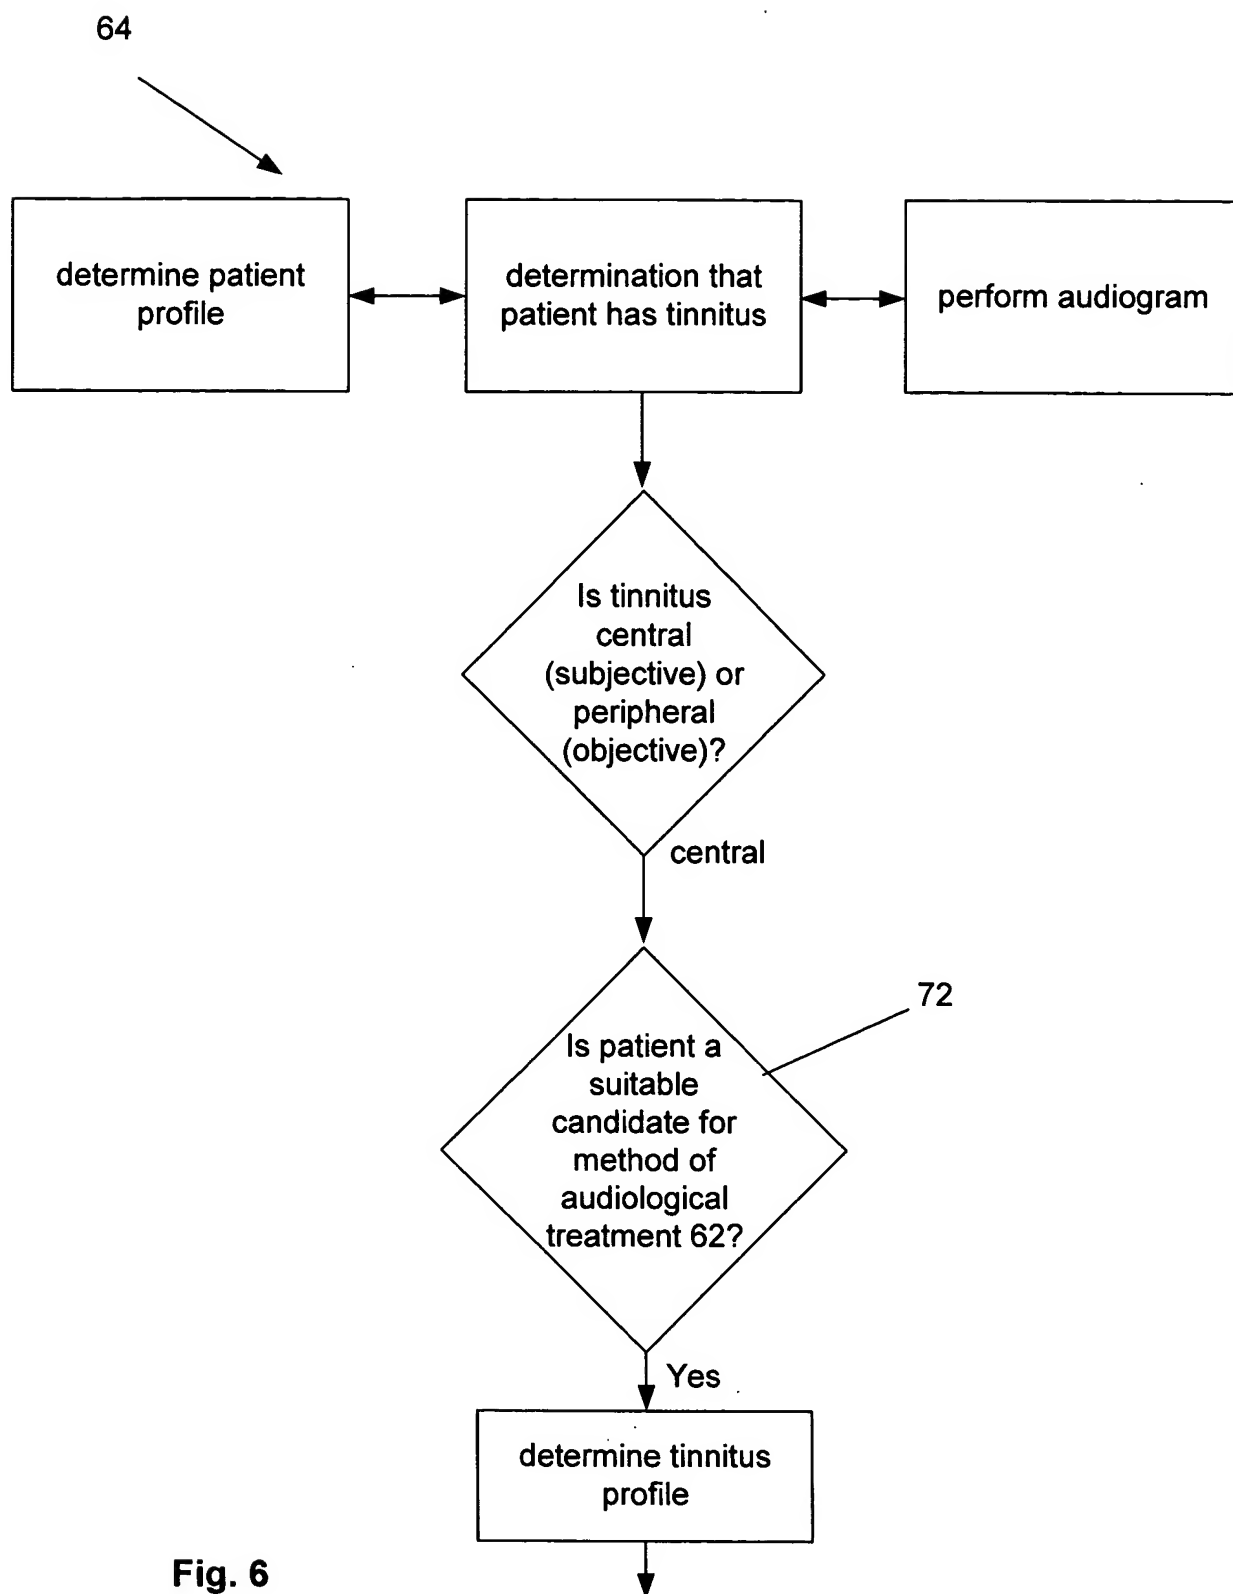 64
determine patient
profile
determination that
patient has tinnitus
perform audiogram
Is tinnitus
central
(subjective) or
peripheral
(objective)?
central
72
Is patient a
suitable
candidate for
method of
audiological
treatment 62?
Yes
determine tinnitus
profile
Fig. 6